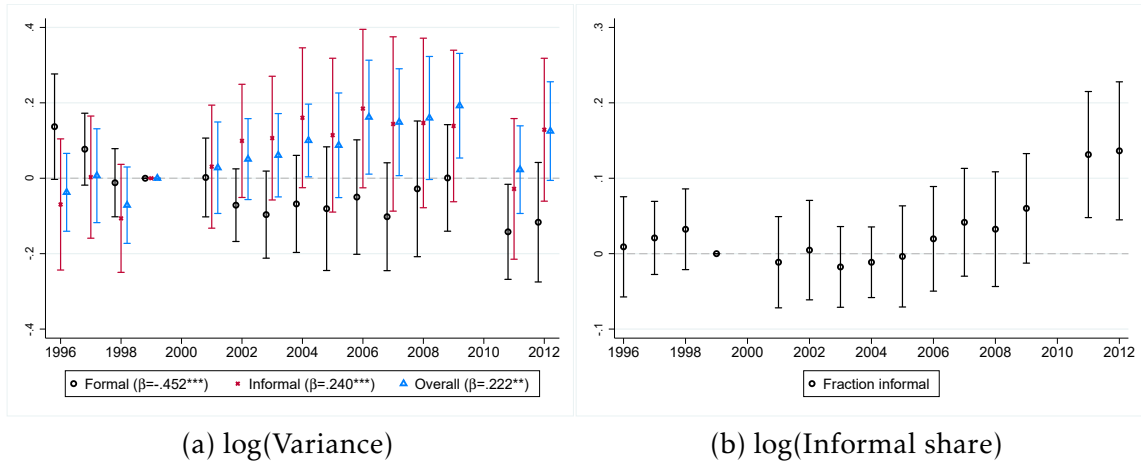 .4
.2
0
-.2
-.4
1996 1998 2000 2002 2004 2006 2008 2010 2012
Formal (β=-.452***) Informal (β=.240***) Overall (β=.222**)
(a) log(Variance)
.3
.2
.1
0
-.1
1996 1998 2000 2002 2004 2006 2008 2010 2012
Fraction informal
(b) log(Informal share)